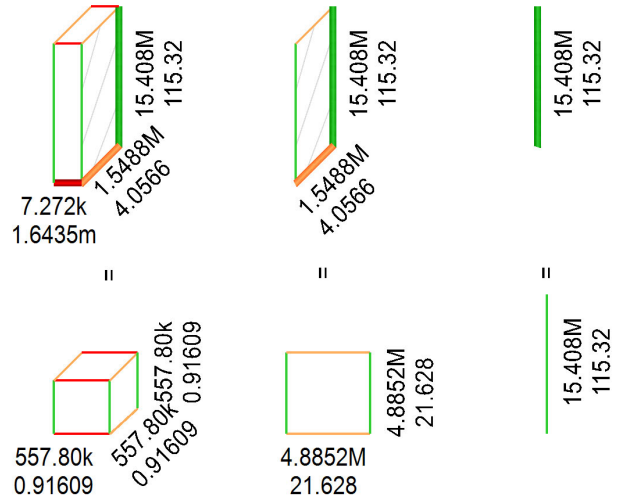 15.408M
115.32
1.5488M
4.0566
7.272k
1.6435m
15.408M
115.32
1.5488M
4.0566
15.408M
115.32
=
=
=
557.80k
0.91609
557.80k
0.91609
557.80k
0.91609
4.8852M
21.628
4.8852M
21.628
15.408M
115.32